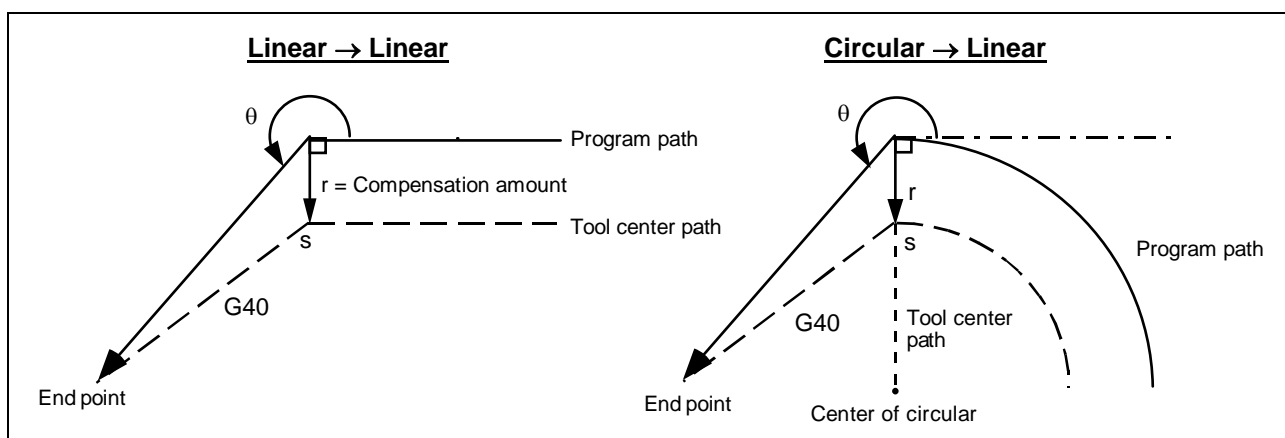 Linear → Linear
θ
Program path
r = Compensation amount
s
Tool center path
G40
End point
Circular → Linear
θ
r
s
Program path
G40
Tool center
path
End point
Center of circular